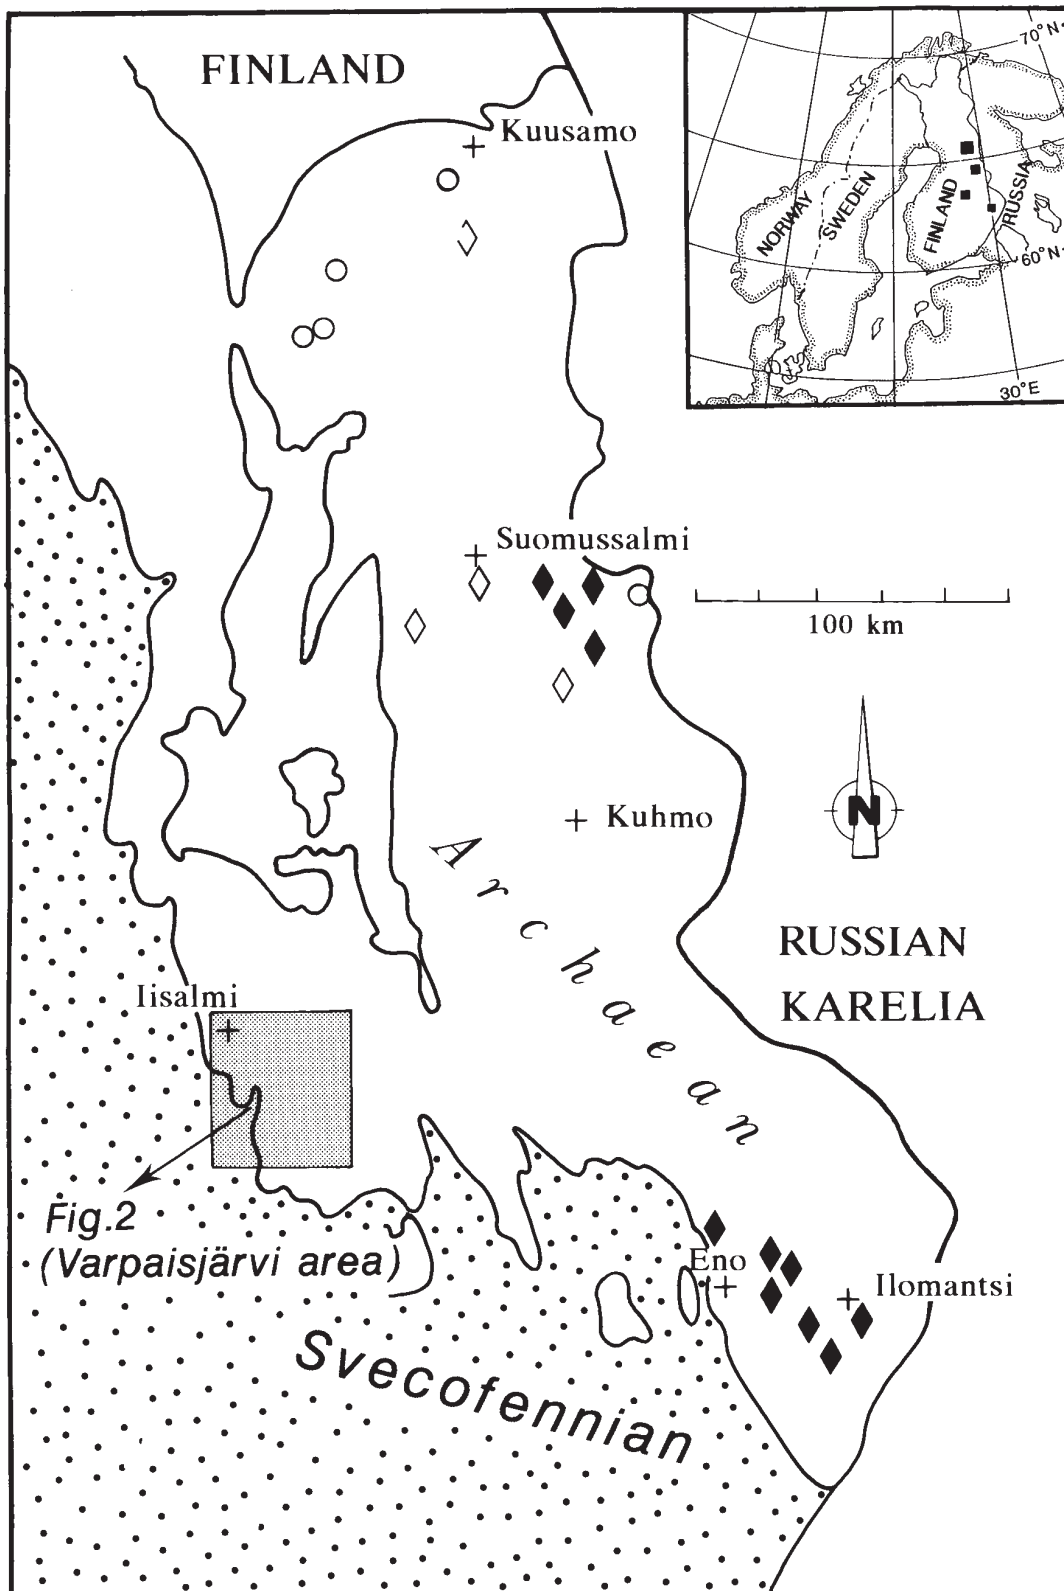 FINLAND
Kuusamo
70°N
NORWAY
SWEDEN
FINLAND
RUSSIA
60°N
30°E
Suomussalmi
100 km
Kuhmo
N
Archaean
RUSSIAN
KARELIA
Iisalmi
Fig.2
(Varpaisjärvi area)
Eno
Ilomantsi
Svecofennian